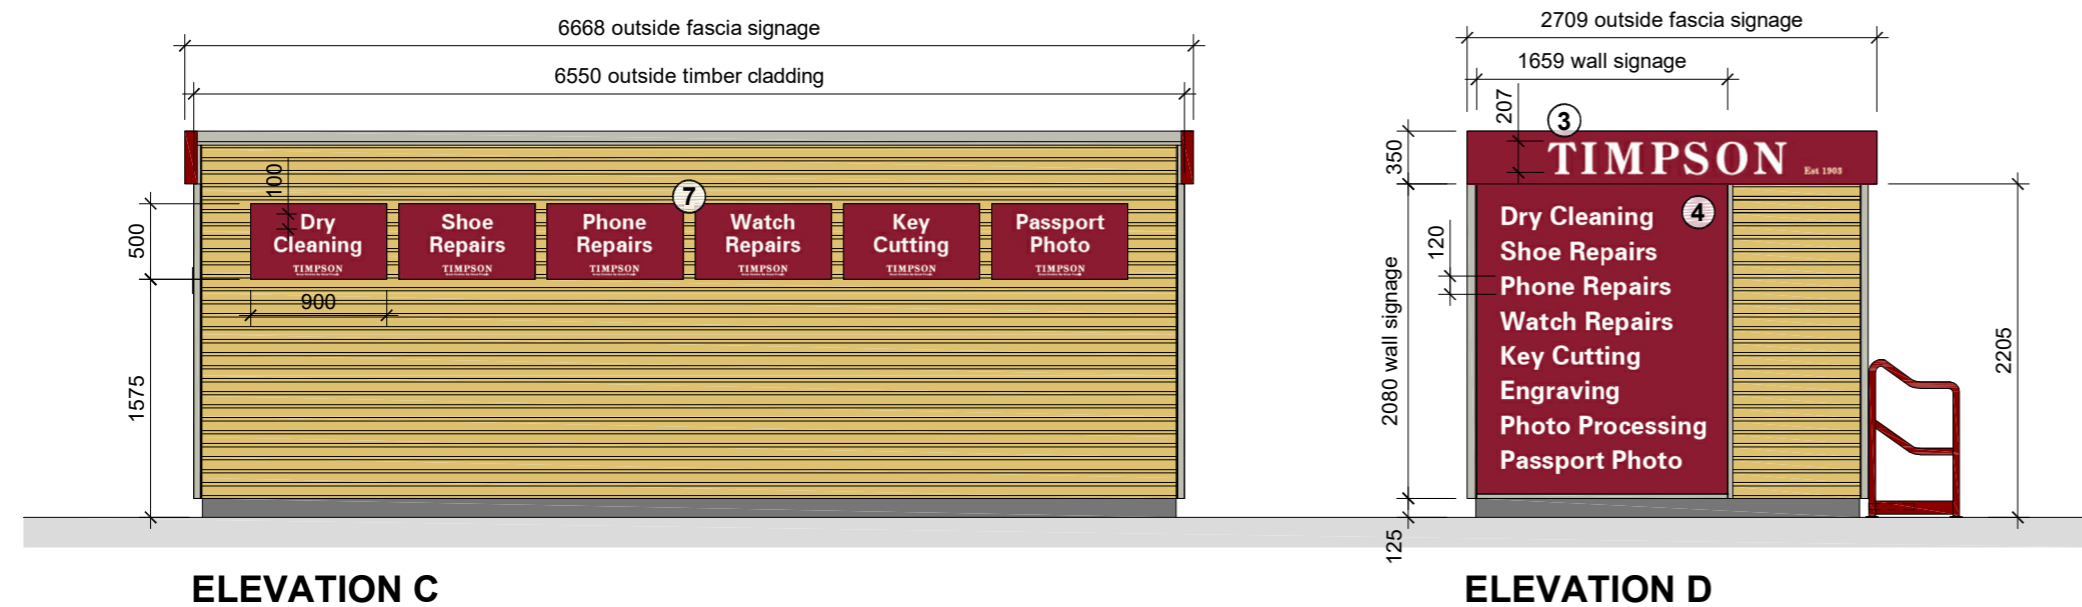 6668 outside fascia signage
6550 outside timber cladding
100
500
1575
900
7
Dry
Cleaning
TIMPSON
Shoe
Repairs
TIMPSON
Phone
Repairs
TIMPSON
Watch
Repairs
TIMPSON
Key
Cutting
TIMPSON
Passport
Photo
TIMPSON
ELEVATION C
2709 outside fascia signage
1659 wall signage
207
3
350
TIMPSON
Est 1903
4
120
2080 wall signage
125
2205
Dry Cleaning
Shoe Repairs
Phone Repairs
Watch Repairs
Key Cutting
Engraving
Photo Processing
Passport Photo
ELEVATION D